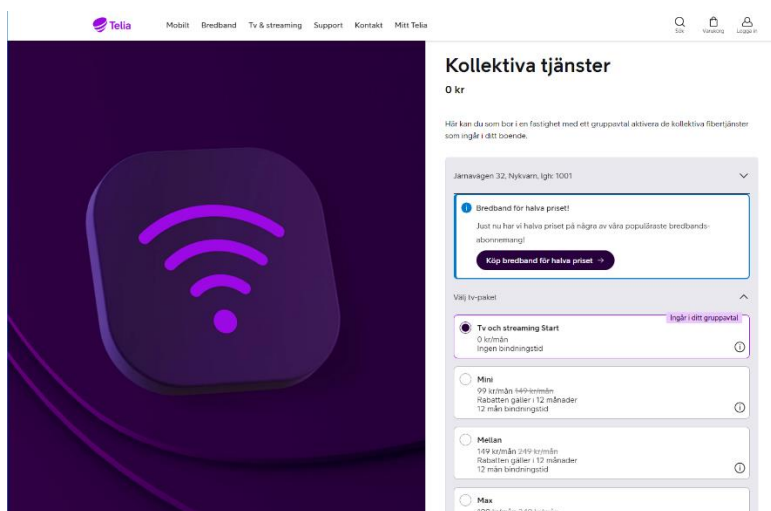 Telia
Mobilt Bredband Tv & streaming Support Kontakt Mitt Telia
Sök Varukorg Logga in
Kollektiva tjänster
0 kr
Här kan du som bor i en fastighet med ett gruppavtal aktivera de kollektiva fibertjänster
som ingår i ditt boende.
Järnavägen 32, Nykvarn, lgh: 1001
Bredband för halva priset!
Just nu har vi halva priset på några av våra populäraste bredbands-
abonnemang!
Köp bredband för halva priset →
Välj tv-paket
Ingår i ditt gruppavtal
Tv och streaming Start
0 kr/mån
Ingen bindningstid
Mini
99 kr/mån 149 kr/mån
Rabatten gäller i 12 månader
12 mån bindningstid
Mellan
149 kr/mån 249 kr/mån
Rabatten gäller i 12 månader
12 mån bindningstid
Max